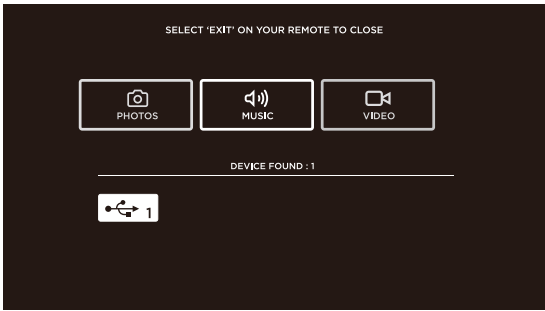 SELECT 'EXIT' ON YOUR REMOTE TO CLOSE
PHOTOS
MUSIC
VIDEO
DEVICE FOUND : 1
1